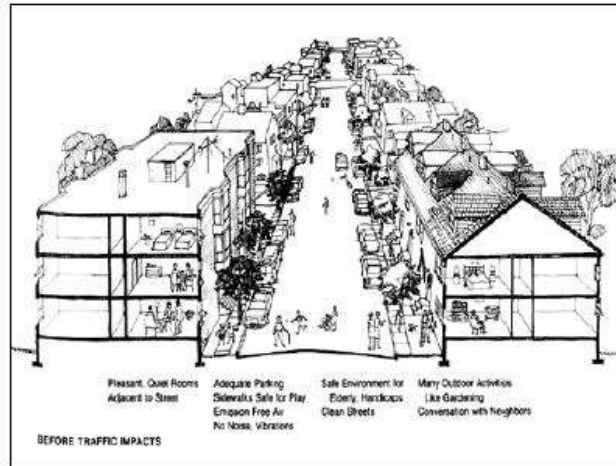 Pleasant, Quiet Rooms
Adjacent to Street
Adequate Parking
Sidewalks Safe for Play
Emission Free Air
No Noise, Vibrations
Safe Environment for
Elderly, Handicaps
Clean Streets
Many Outdoor Activities
Like Gardening
Conversation with Neighbors
BEFORE TRAFFIC IMPACTS